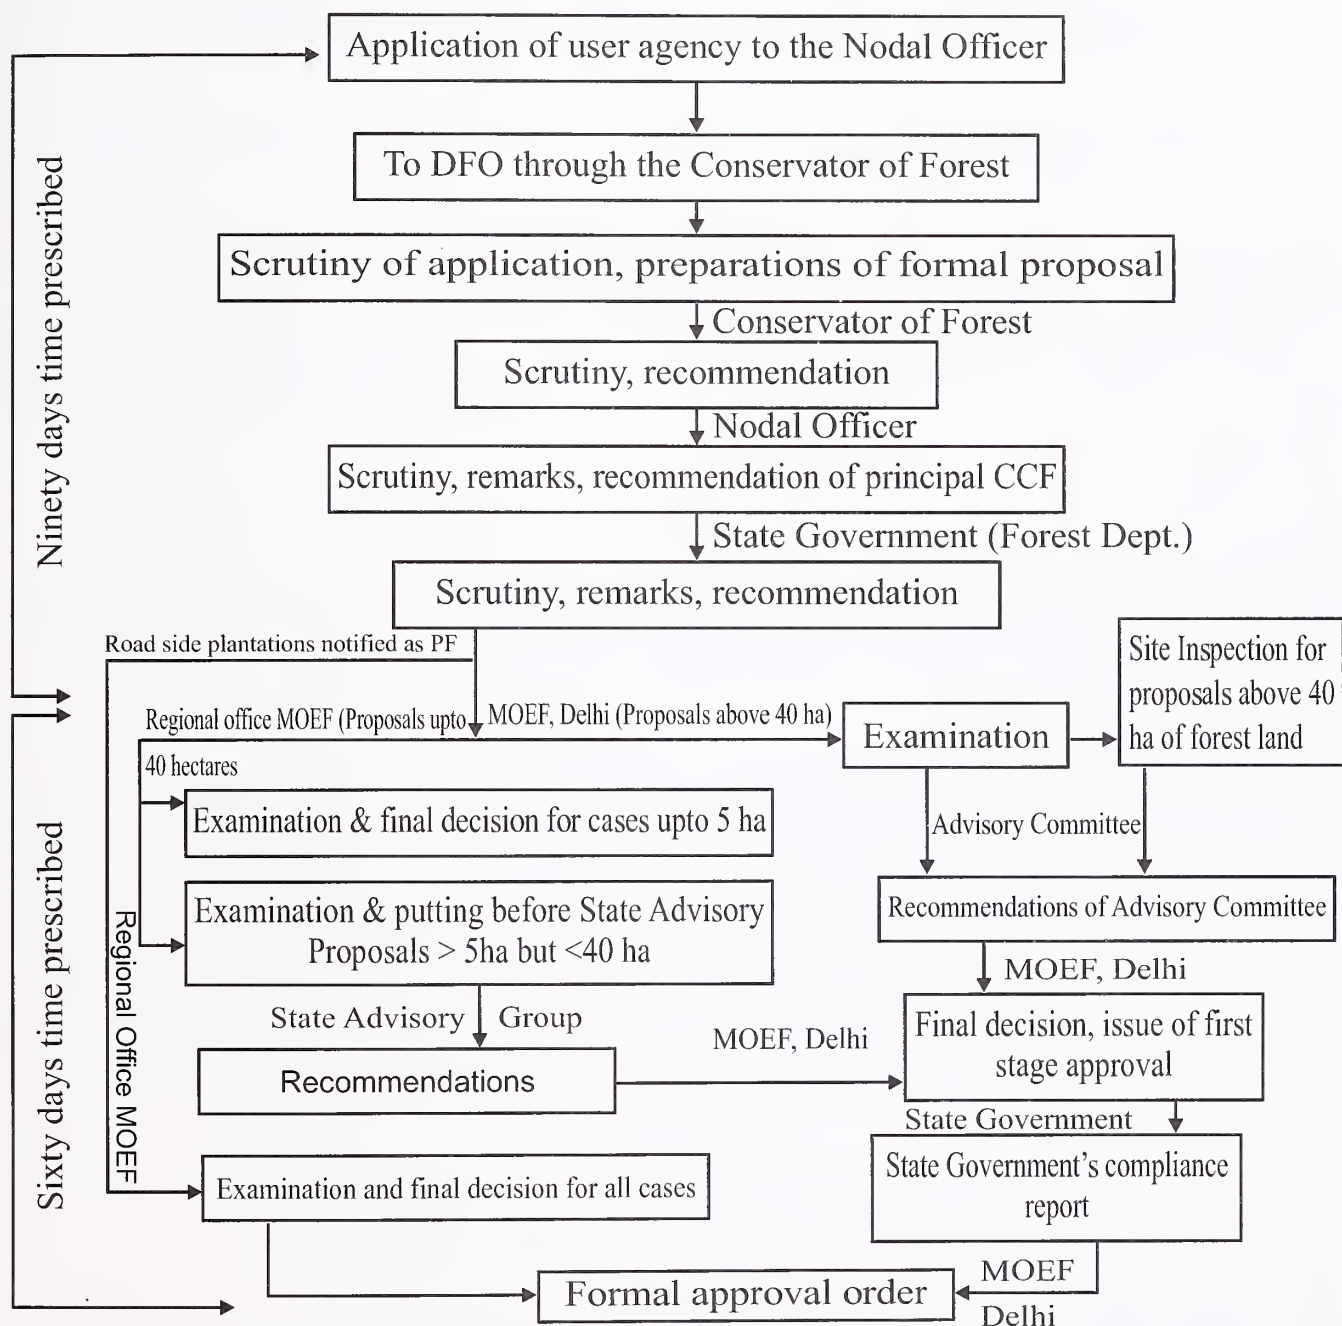 Application of user agency to the Nodal Officer
To DFO through the Conservator of Forest
Scrutiny of application, preparations of formal proposal
Conservator of Forest
Scrutiny, recommendation
Nodal Officer
Scrutiny, remarks, recommendation of principal CCF
State Government (Forest Dept.)
Scrutiny, remarks, recommendation
Ninety days time prescribed
Road side plantations notified as PF
Regional office MOEF (Proposals upto
40 hectares
MOEF, Delhi (Proposals above 40 ha)
Examination
Site Inspection for
proposals above 40
ha of forest land
Examination & final decision for cases upto 5 ha
Advisory Committee
Examination & putting before State Advisory
Proposals > 5ha but <40 ha
Recommendations of Advisory Committee
MOEF, Delhi
State Advisory Group
Recommendations
MOEF, Delhi
Final decision, issue of first
stage approval
State Government
State Government's compliance
report
Regional Office MOEF
Sixty days time prescribed
Examination and final decision for all cases
MOEF
Delhi
Formal approval order